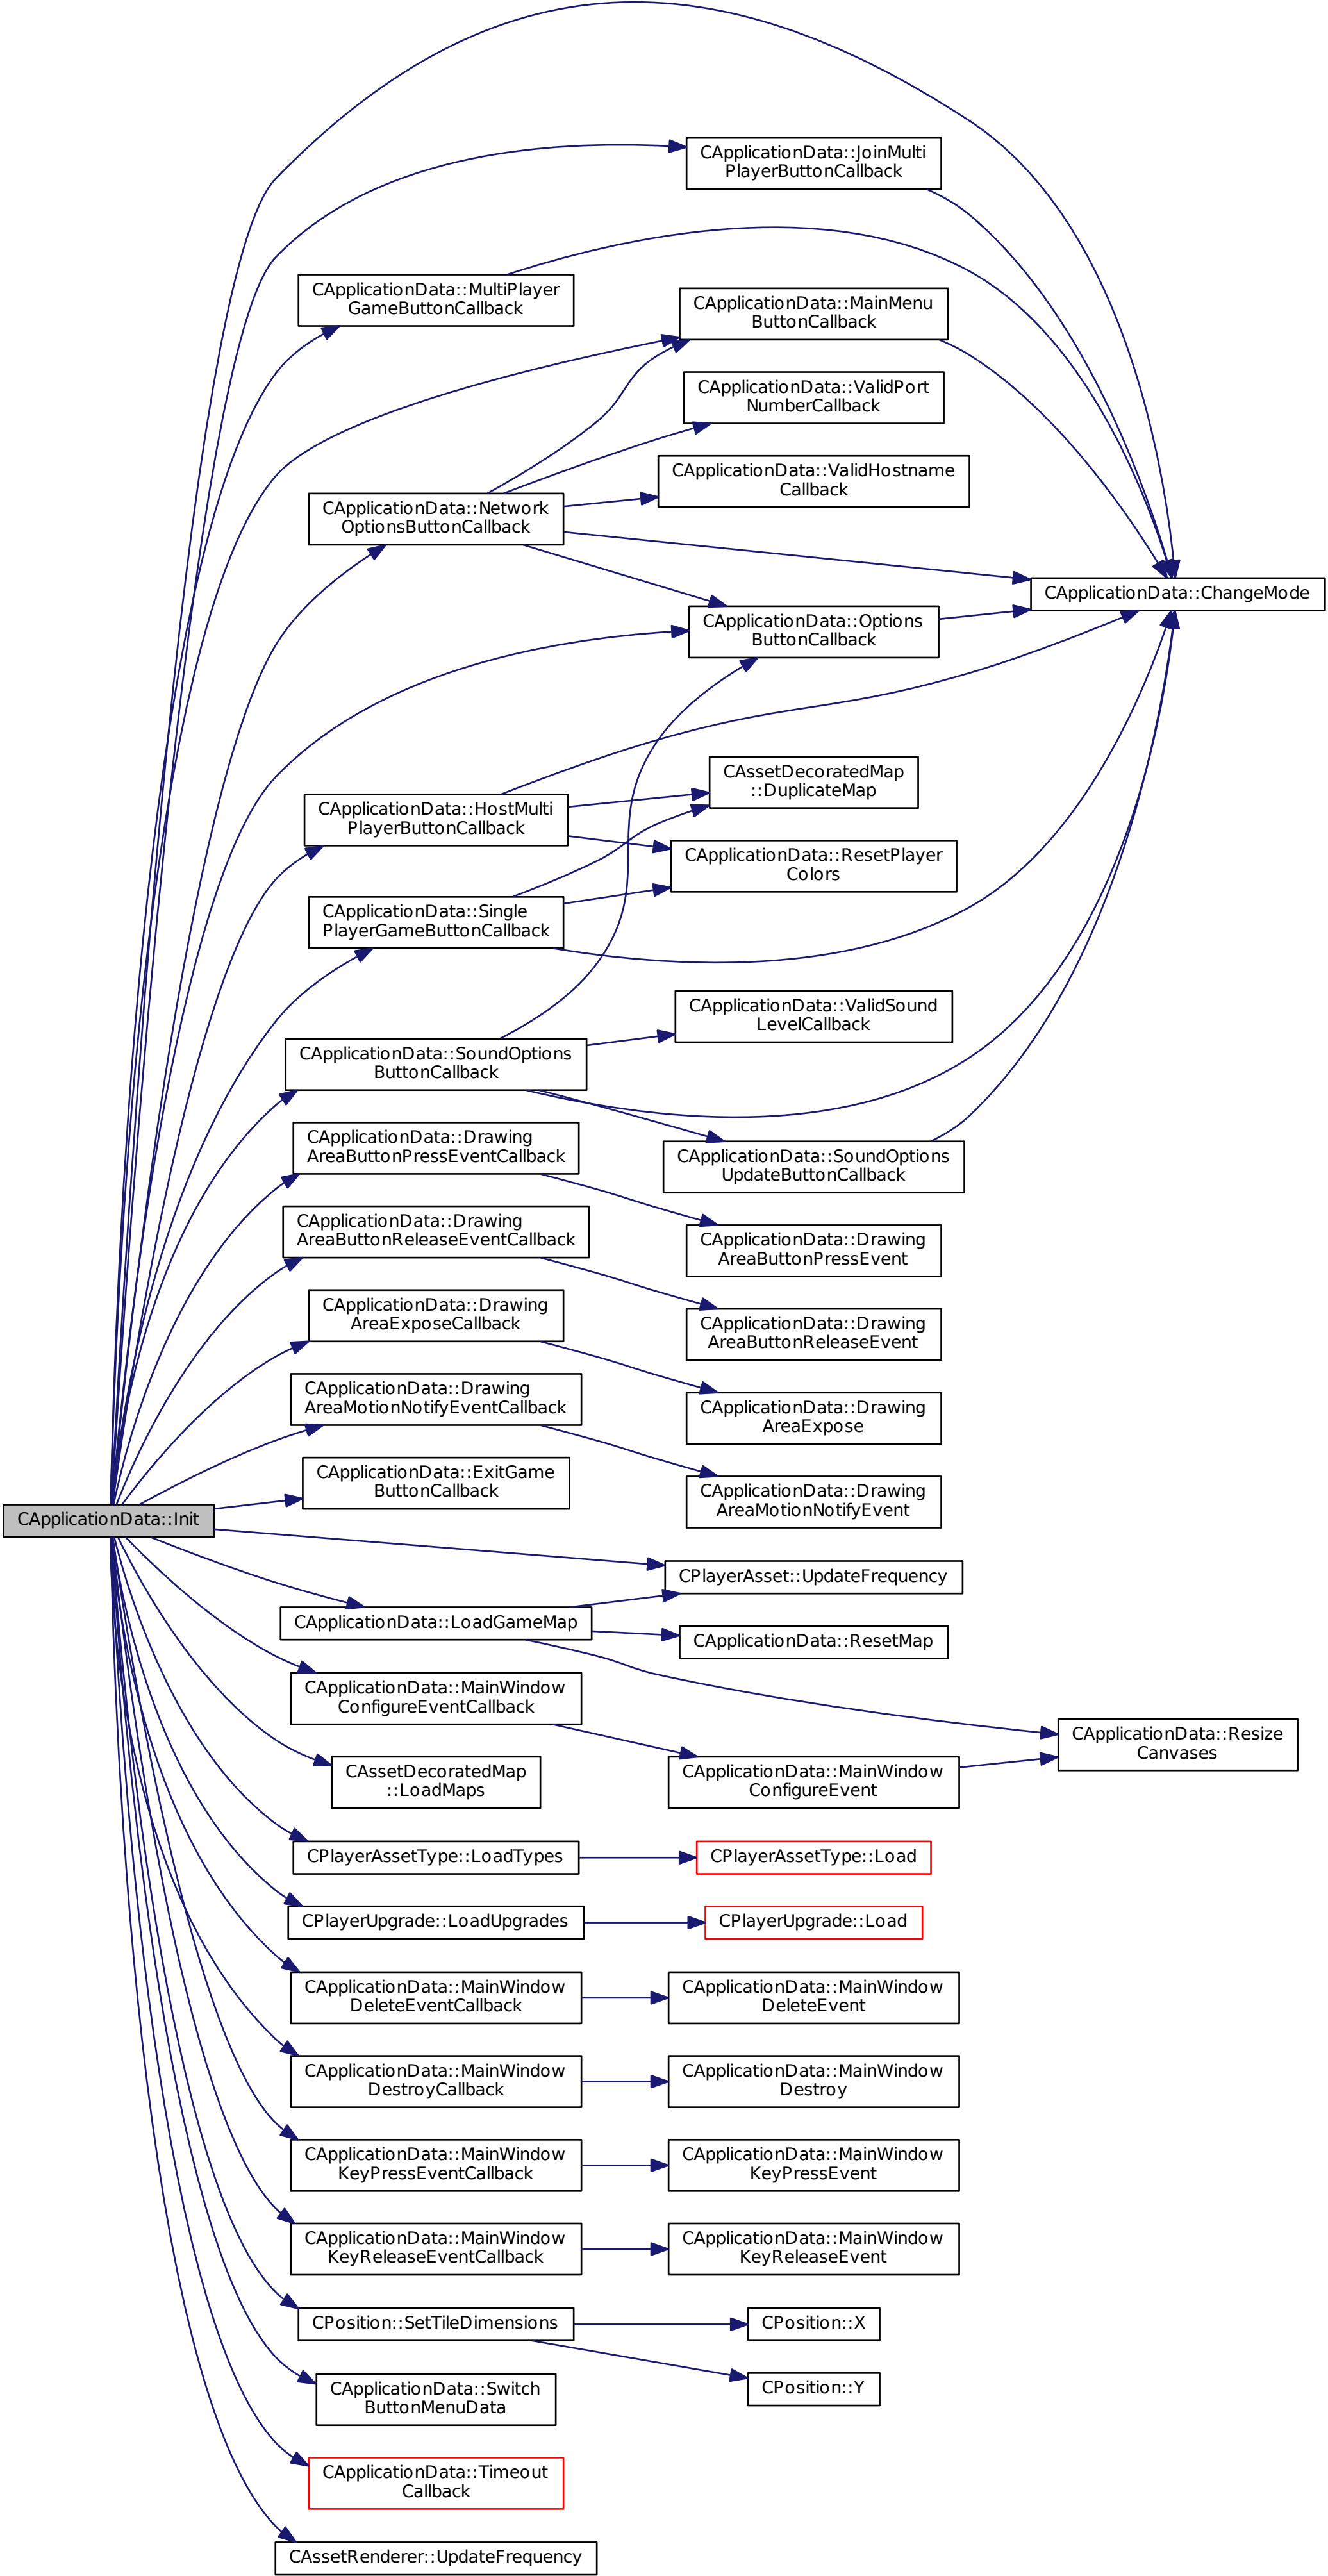 CApplicationData::JoinMulti
PlayerButtonCallback
CApplicationData::MultiPlayer
GameButtonCallback
CApplicationData::MainMenu
ButtonCallback
CApplicationData::ValidPort
NumberCallback
CApplicationData::ValidHostname
Callback
CApplicationData::Network
OptionsButtonCallback
CApplicationData::ChangeMode
CApplicationData::Options
ButtonCallback
CAssetDecoratedMap
::DuplicateMap
CApplicationData::HostMulti
PlayerButtonCallback
CApplicationData::ResetPlayer
Colors
CApplicationData::Single
PlayerGameButtonCallback
CApplicationData::ValidSound
LevelCallback
CApplicationData::SoundOptions
ButtonCallback
CApplicationData::Drawing
AreaButtonPressEventCallback
CApplicationData::SoundOptions
UpdateButtonCallback
CApplicationData::Drawing
AreaButtonReleaseEventCallback
CApplicationData::Drawing
AreaButtonPressEvent
CApplicationData::Drawing
AreaExposeCallback
CApplicationData::Drawing
AreaButtonReleaseEvent
CApplicationData::Drawing
AreaMotionNotifyEventCallback
CApplicationData::Drawing
AreaExpose
CApplicationData::ExitGame
ButtonCallback
CApplicationData::Drawing
AreaMotionNotifyEvent
CApplicationData::Init
CPlayerAsset::UpdateFrequency
CApplicationData::LoadGameMap
CApplicationData::ResetMap
CApplicationData::MainWindow
ConfigureEventCallback
CApplicationData::Resize
Canvases
CAssetDecoratedMap
::LoadMaps
CApplicationData::MainWindow
ConfigureEvent
CPlayerAssetType::LoadTypes
CPlayerAssetType::Load
CPlayerUpgrade::LoadUpgrades
CPlayerUpgrade::Load
CApplicationData::MainWindow
DeleteEventCallback
CApplicationData::MainWindow
DeleteEvent
CApplicationData::MainWindow
DestroyCallback
CApplicationData::MainWindow
Destroy
CApplicationData::MainWindow
KeyPressEventCallback
CApplicationData::MainWindow
KeyPressEvent
CApplicationData::MainWindow
KeyReleaseEventCallback
CApplicationData::MainWindow
KeyReleaseEvent
CPosition::SetTileDimensions
CPosition::X
CPosition::Y
CApplicationData::Switch
ButtonMenuData
CApplicationData::Timeout
Callback
CAssetRenderer::UpdateFrequency